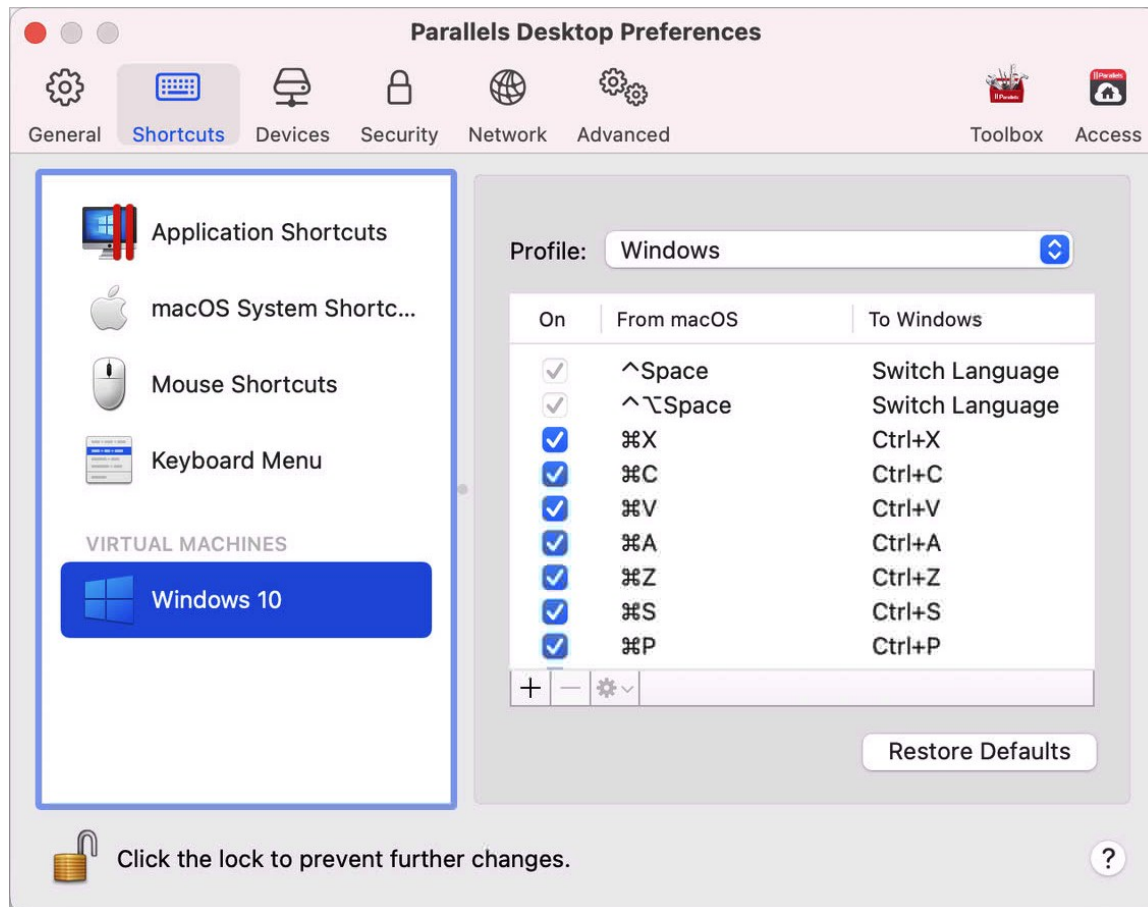 Parallels Desktop Preferences
General Shortcuts Devices Security Network Advanced Toolbox Access
Application Shortcuts
macOS System Shortc...
Mouse Shortcuts
Keyboard Menu
VIRTUAL MACHINES
Windows 10
Profile: Windows
On From macOS To Windows
^Space Switch Language
^⌥Space Switch Language
⌘X Ctrl+X
⌘C Ctrl+C
⌘V Ctrl+V
⌘A Ctrl+A
⌘Z Ctrl+Z
⌘S Ctrl+S
⌘P Ctrl+P
Restore Defaults
Click the lock to prevent further changes.
?